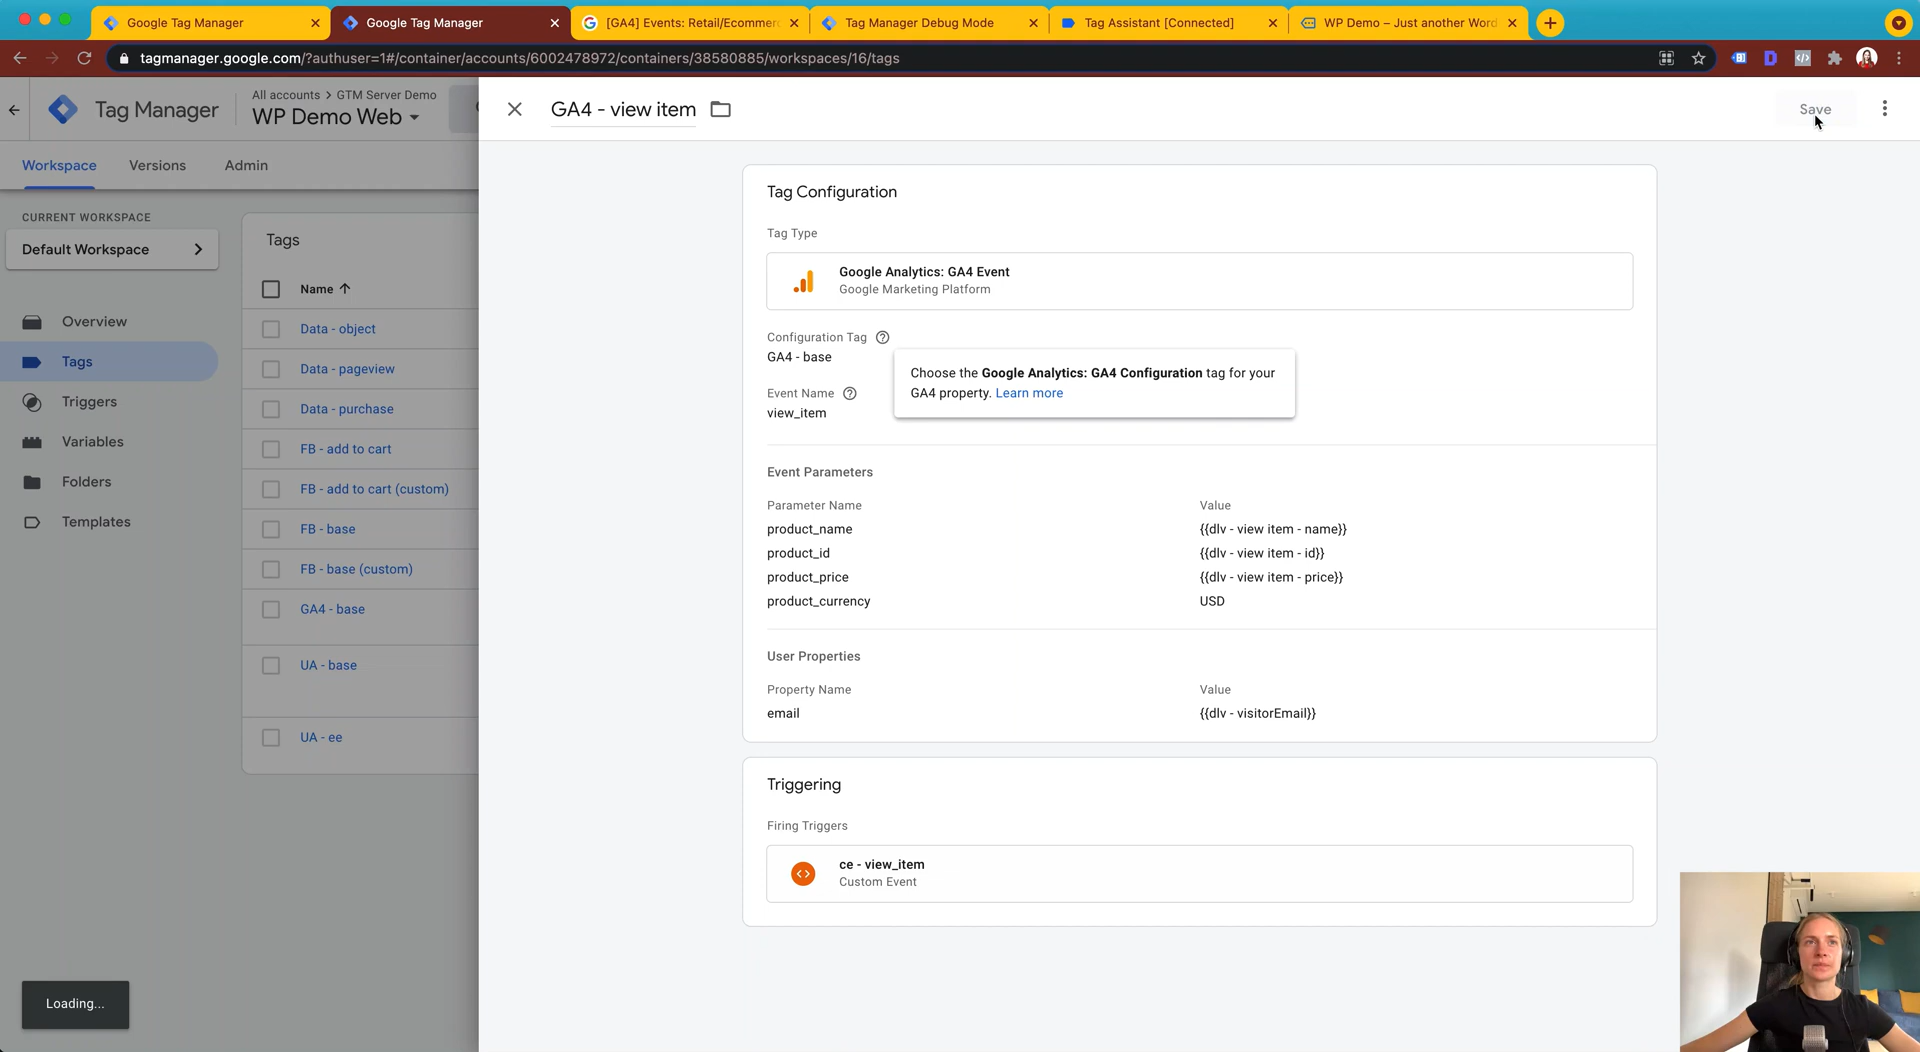 Google Tag Manager
Google Tag Manager
[GA4] Events: Retail/Ecommer
Tag Manager Debug Mode
Tag Assistant [Connected]
WP Demo – Just another Word
tagmanager.google.com/?authuser=1#/container/accounts/6002478972/containers/38580885/workspaces/16/tags
Tag Manager
All accounts > GTM Server Demo
WP Demo Web
GA4 - view item
Save
Workspace
Versions
Admin
CURRENT WORKSPACE
Default Workspace
Overview
Tags
Triggers
Variables
Folders
Templates
Tags
Name
Data - object
Data - pageview
Data - purchase
FB - add to cart
FB - add to cart (custom)
FB - base
FB - base (custom)
GA4 - base
UA - base
UA - ee
Tag Configuration
Tag Type
Google Analytics: GA4 Event
Google Marketing Platform
Configuration Tag
GA4 - base
Choose the Google Analytics: GA4 Configuration tag for your
GA4 property. Learn more
Event Name
view_item
Event Parameters
Parameter Name Value
product_name {{dlv - view item - name}}
product_id {{dlv - view item - id}}
product_price {{dlv - view item - price}}
product_currency USD
User Properties
Property Name Value
email {{dlv - visitorEmail}}
Triggering
Firing Triggers
ce - view_item
Custom Event
Loading...